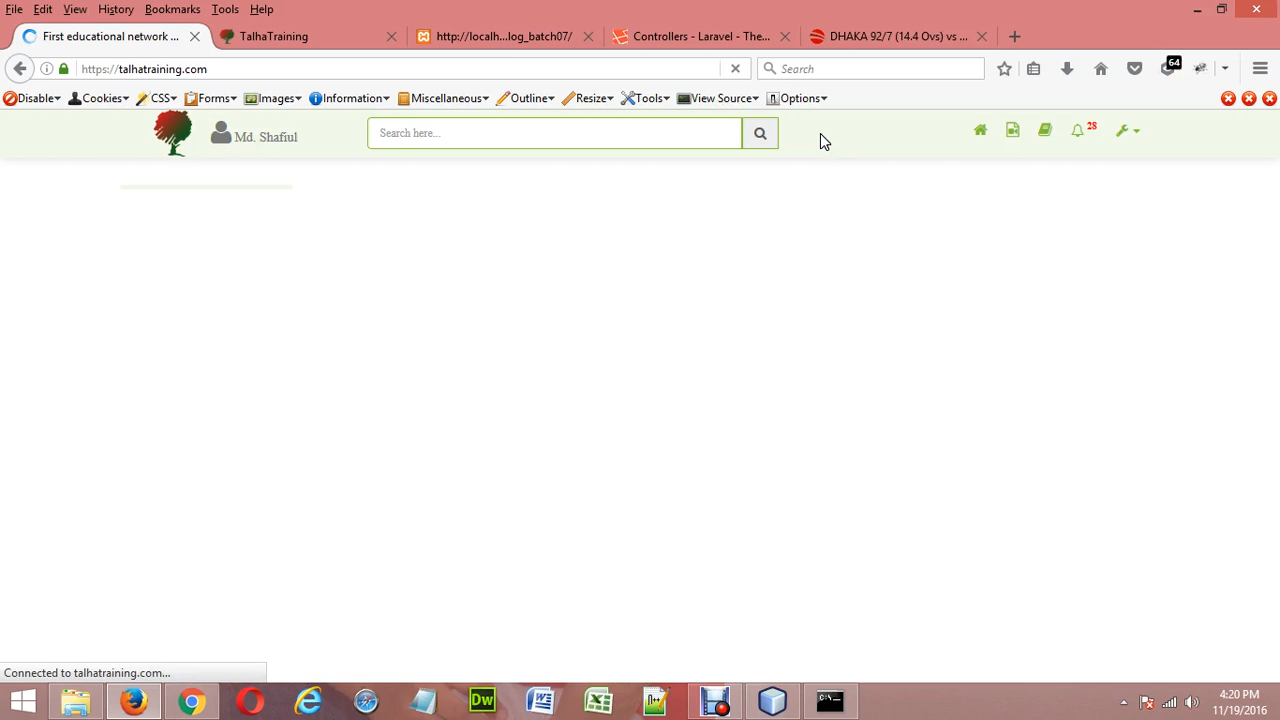 File Edit View History Bookmarks Tools Help
First educational network ... TalhaTraining http://localh...log_batch07/ Controllers - Laravel - The... DHAKA 92/7 (14.4 Ovs) vs ...
https://talhatraining.com Search 64
Disable Cookies CSS Forms Images Information Miscellaneous Outline Resize Tools View Source Options
Md. Shafiul Search here... 28
Connected to talhatraining.com...
Dw
C:\_
4:20 PM
11/19/2016